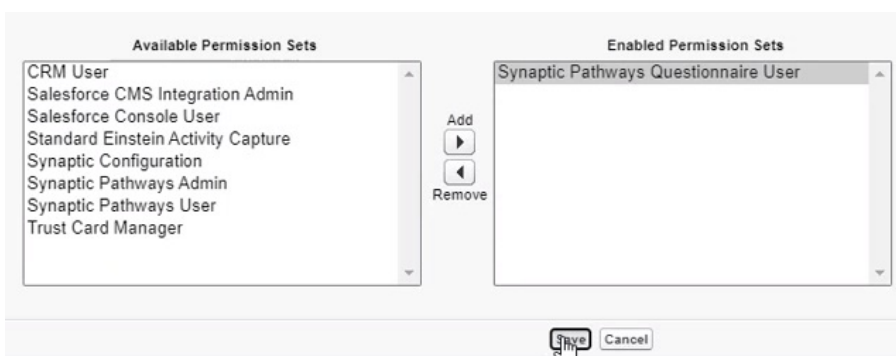 Available Permission Sets
Enabled Permission Sets
CRM User
Salesforce CMS Integration Admin
Salesforce Console User
Standard Einstein Activity Capture
Synaptic Configuration
Synaptic Pathways Admin
Synaptic Pathways User
Trust Card Manager
Add
Remove
Synaptic Pathways Questionnaire User
Save
Cancel